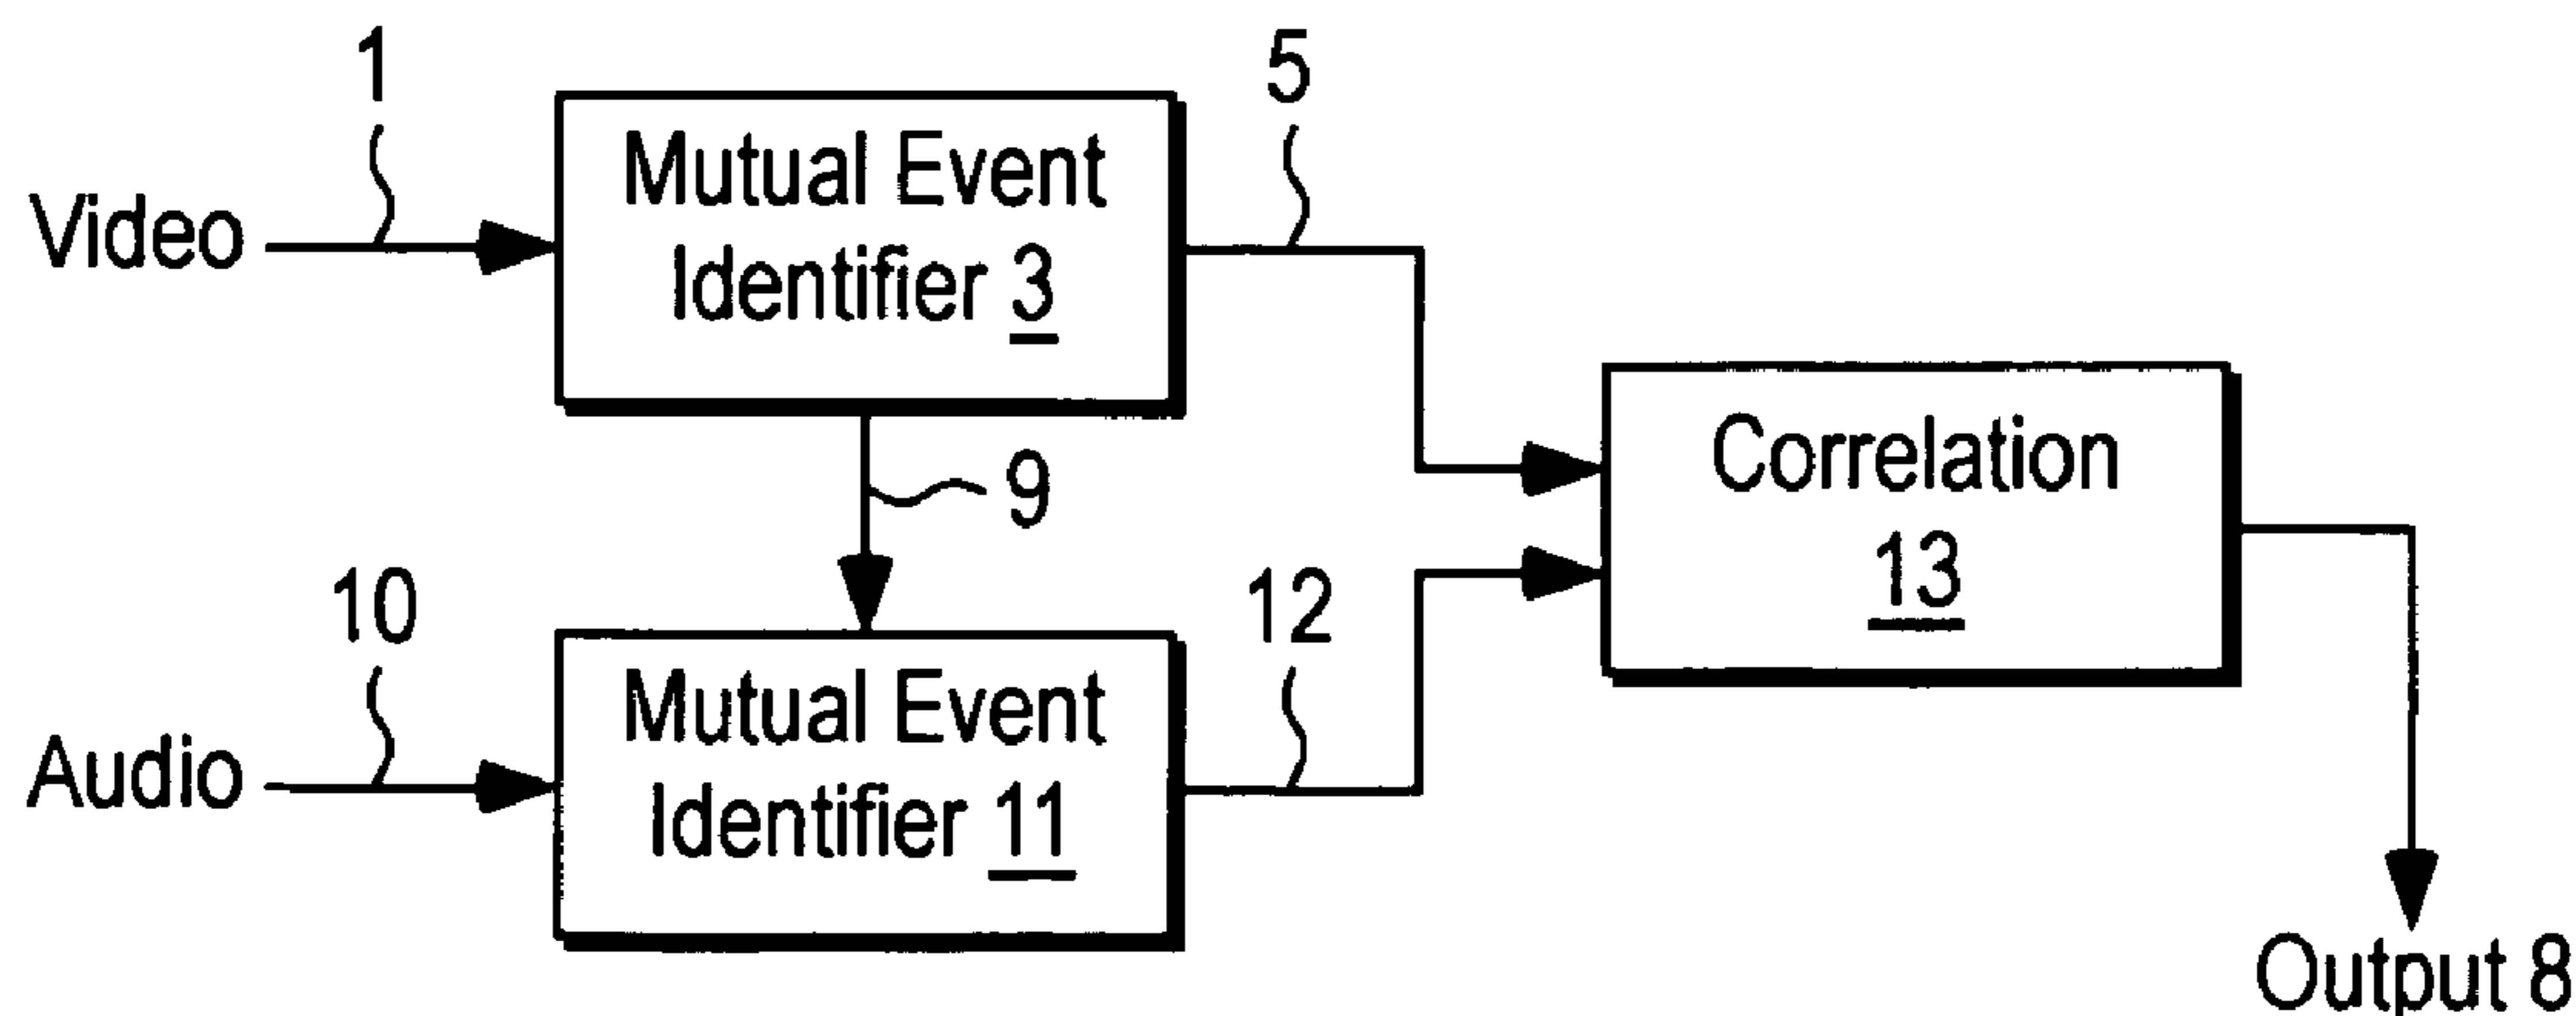 1
5
Video
Mutual Event
Identifier 3
9
Correlation
13
10
12
Audio
Mutual Event
Identifier 11
Output 8